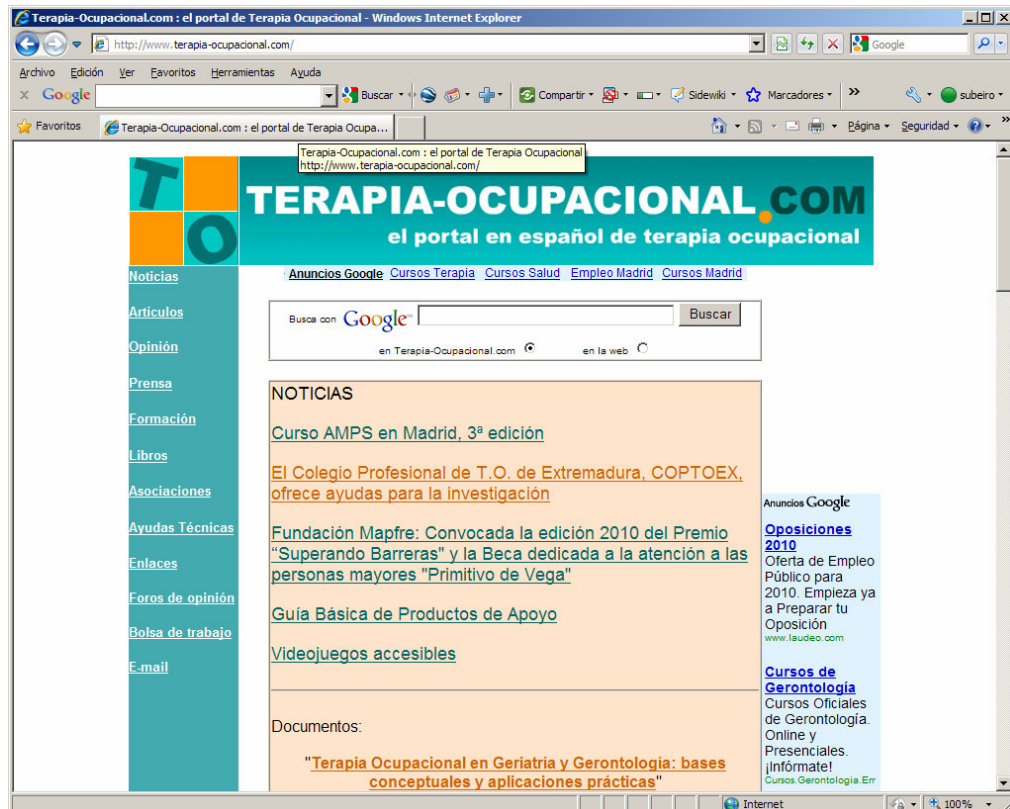 Terapia-Ocupacional.com : el portal de Terapia Ocupacional - Windows Internet Explorer
http://www.terapia-ocupacional.com/
Google
Archivo Edición Ver Favoritos Herramientas Ayuda
x Google Buscar Compartir Sidewiki Marcadores » subeiro
Favoritos Terapia-Ocupacional.com : el portal de Terapia Ocupa... Página Seguridad »
Terapia-Ocupacional.com : el portal de Terapia Ocupacional
http://www.terapia-ocupacional.com/
T
O
TERAPIA-OCUPACIONAL.COM
el portal en español de terapia ocupacional
Noticias
Articulos
Opinión
Prensa
Formación
Libros
Asociaciones
Ayudas Técnicas
Enlaces
Foros de opinión
Bolsa de trabajo
E-mail
Anuncios Google Cursos Terapia Cursos Salud Empleo Madrid Cursos Madrid
Busca con Google™ Buscar
en Terapia-Ocupacional.com en la web
NOTICIAS
Curso AMPS en Madrid, 3ª edición
El Colegio Profesional de T.O. de Extremadura, COPTOEX,
ofrece ayudas para la investigación
Fundación Mapfre: Convocada la edición 2010 del Premio
“Superando Barreras" y la Beca dedicada a la atención a las
personas mayores "Primitivo de Vega"
Guía Básica de Productos de Apoyo
Videojuegos accesibles
Documentos:
"Terapia Ocupacional en Geriatria y Gerontología: bases
conceptuales y aplicaciones prácticas"
Anuncios Google
Oposiciones
2010
Oferta de Empleo
Público para
2010. Empieza ya
a Preparar tu
Oposición
www.laudeo.com
Cursos de
Gerontología
Cursos Oficiales
de Gerontología.
Online y
Presenciales.
¡Infórmate!
Cursos.Gerontologia.Em
Internet 100%